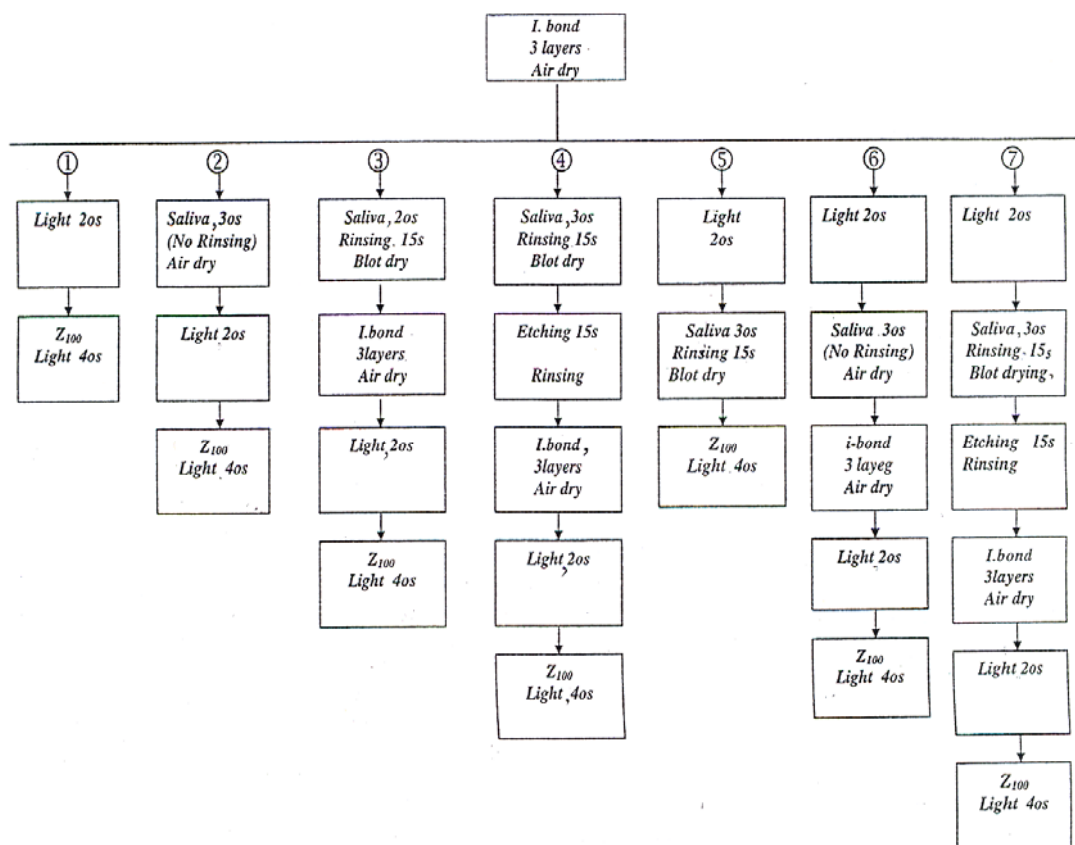 I. bond
3 layers
Air dry
①
②
③
④
⑤
⑥
⑦
Light 2os
Z100
Light 4os
Saliva, 3os
(No Rinsing)
Air dry
Light 2os
Z100
Light 4os
Saliva, 2os
Rinsing. 15s
Blot dry
I.bond
3layers
Air dry
Light, 2os
Z100
Light 4os
Saliva, 3os
Rinsing 15s
Blot dry
Etching 15s
Rinsing
I.bond,
3layers
Air dry
Light, 2os
Z100
Light, 4os
Light
2os
Saliva 3os
Rinsing 15s
Blot dry
Z100
Light 4os
Light 2os
Saliva 3os
(No Rinsing)
Air dry
i-bond
3 layeg
Air dry
Light 2os
Z100
Light 4os
Light 2os
Saliva, 3os
Rinsing. 15s
Blot drying,
Etching 15s
Rinsing
I.bond
3layers
Air dry
Light 2os
Z100
Light 4os